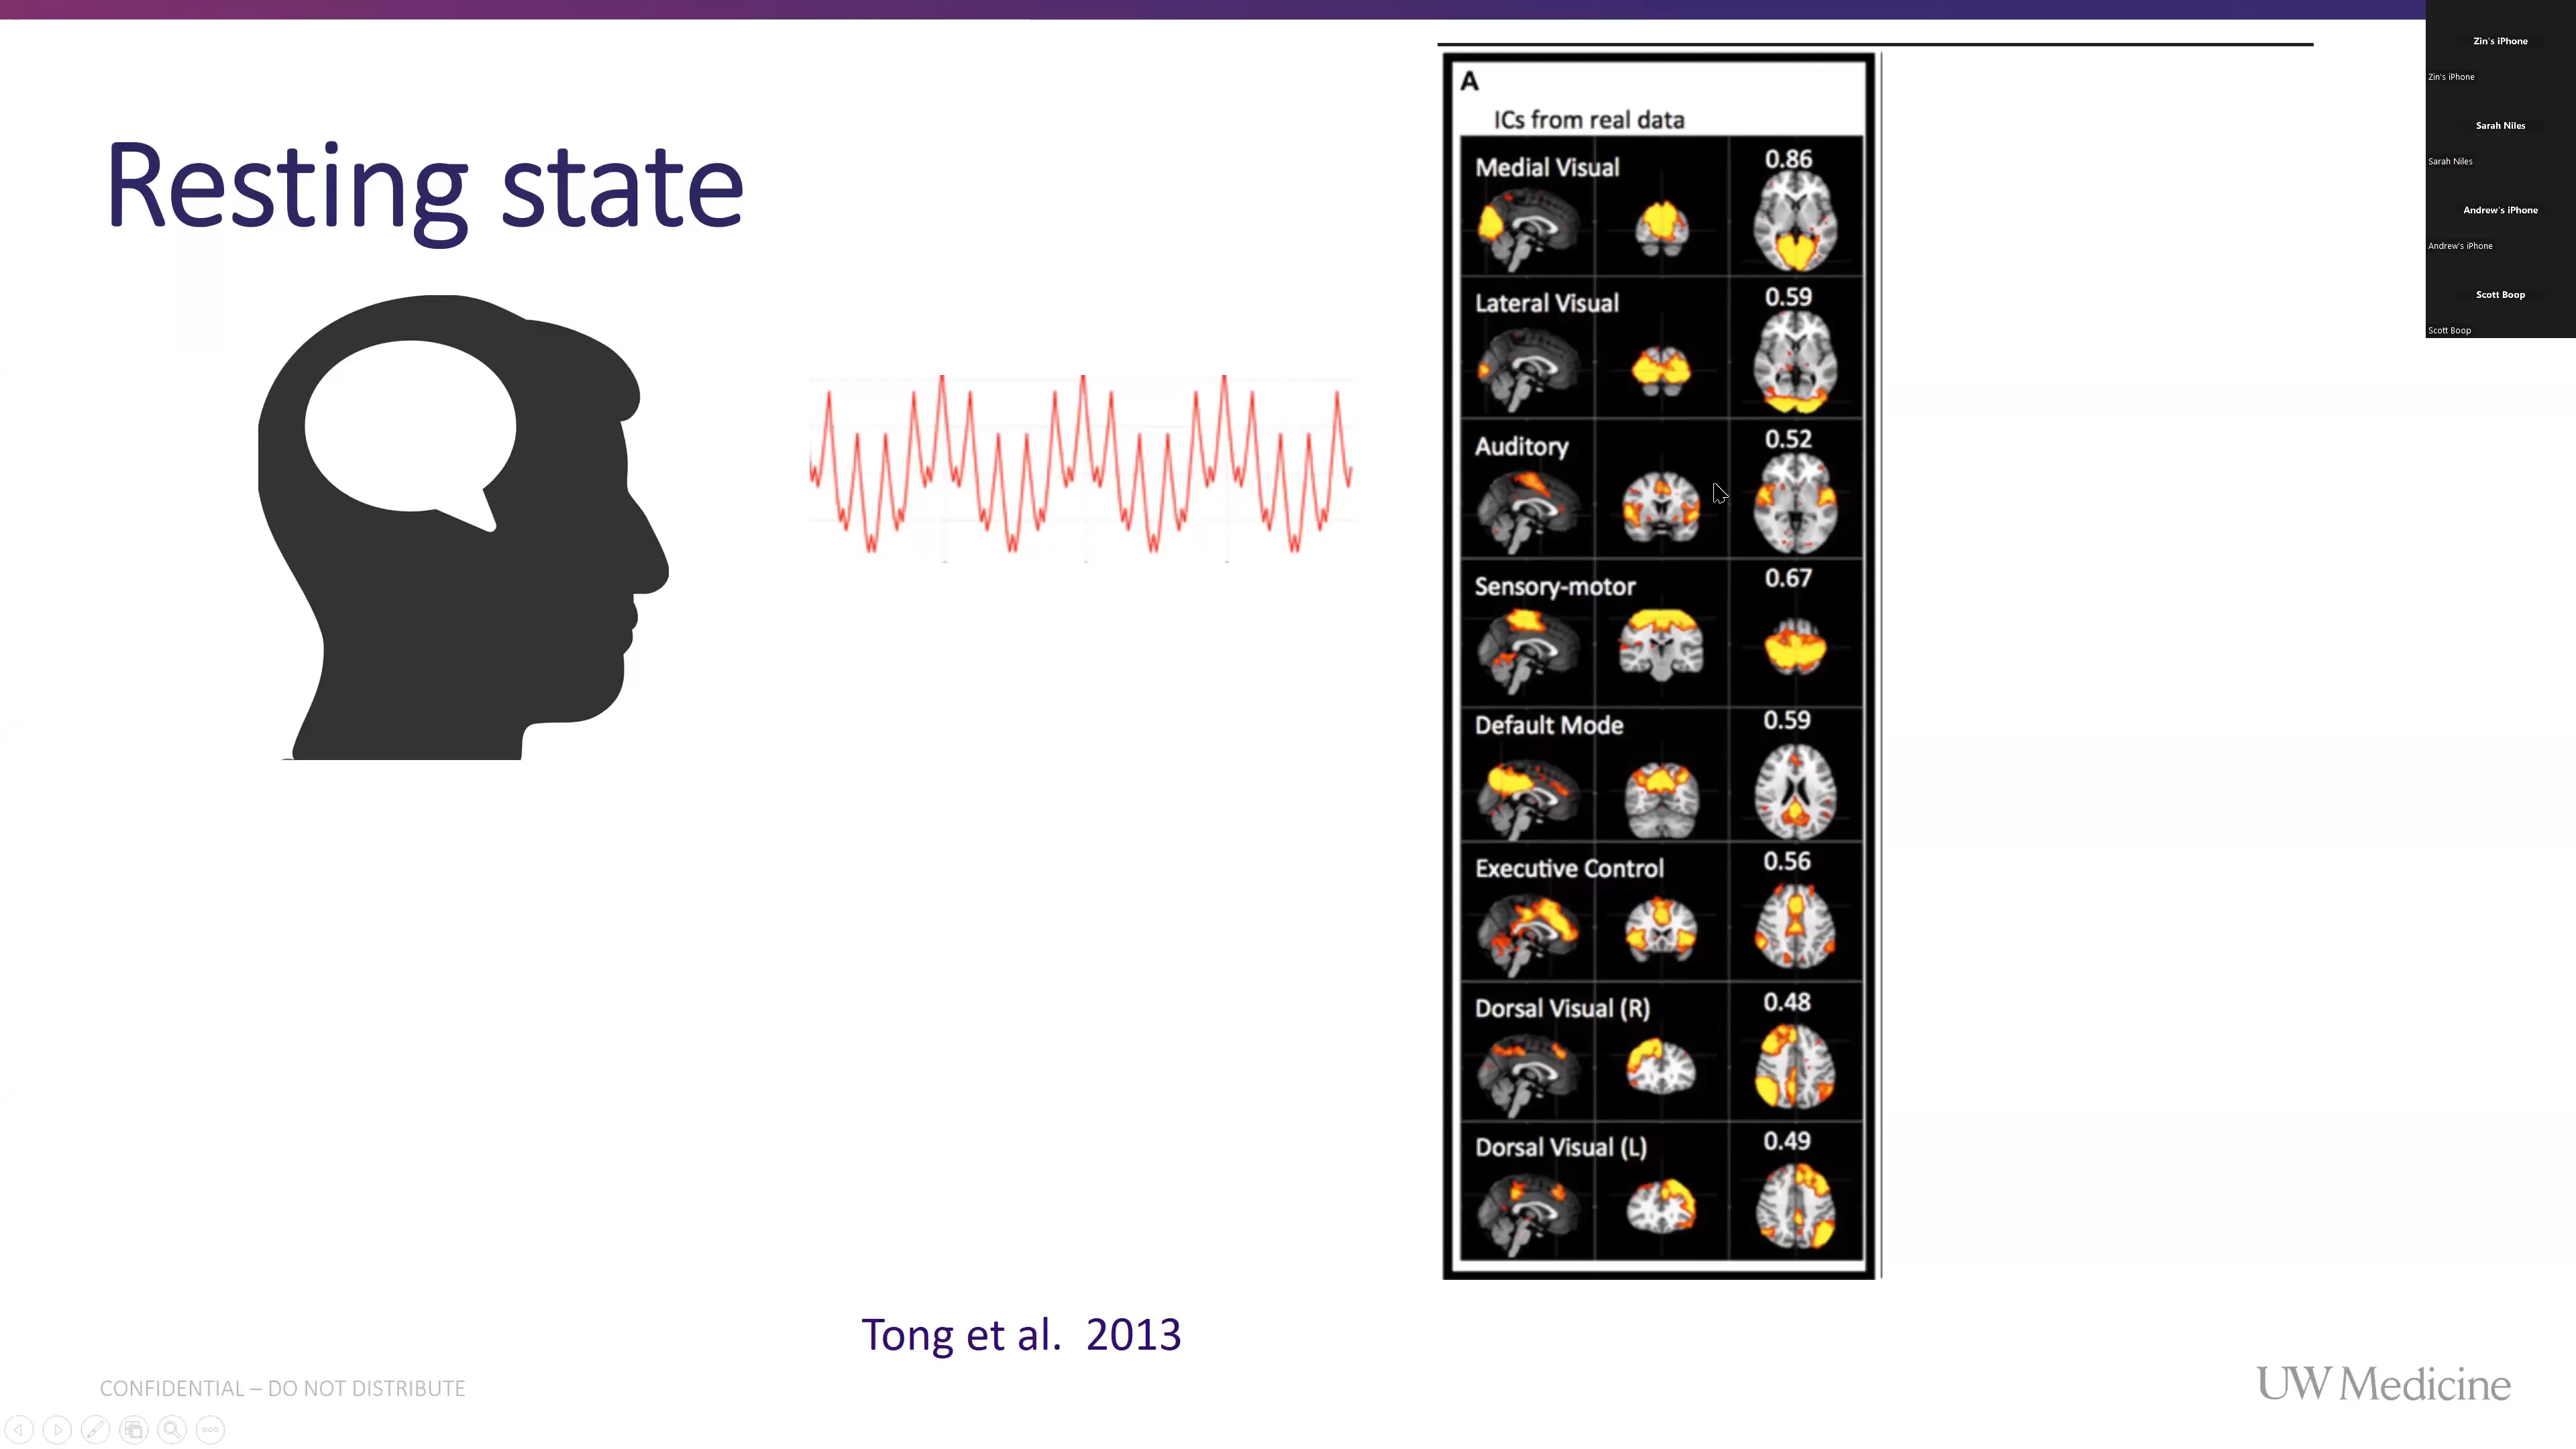 Resting state
A
ICs from real data
Medial Visual
0.86
Lateral Visual
0.59
Auditory
0.52
Sensory-motor
0.67
Default Mode
0.59
Executive Control
0.56
Dorsal Visual (R)
0.48
Dorsal Visual (L)
0.49
Tong et al. 2013
CONFIDENTIAL – DO NOT DISTRIBUTE
UW Medicine
Zin's iPhone
Zin's iPhone
Sarah Niles
Sarah Niles
Andrew's iPhone
Andrew's iPhone
Scott Boop
Scott Boop